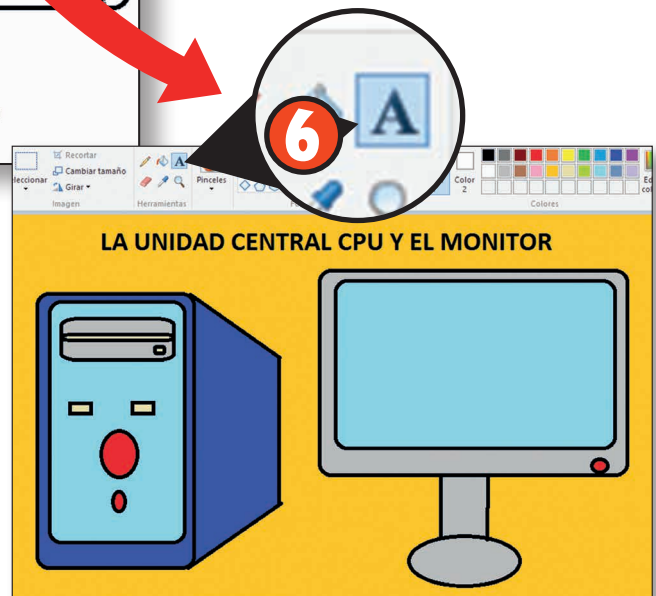 A
6
Recortar
leccionar
Cambiar tamaño
A
Pinceles
Girar
Color
2
Imagen
Herramientas
Colores
LA UNIDAD CENTRAL CPU Y EL MONITOR